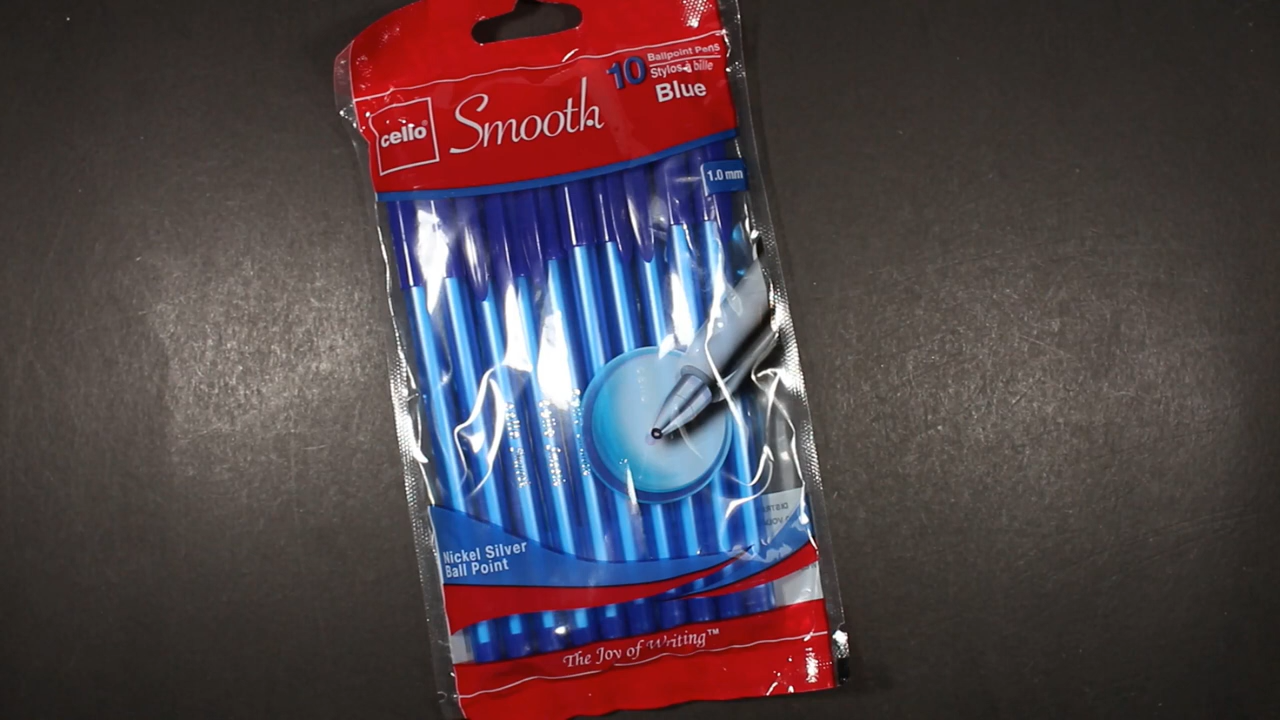 10
Ballpoint Pens
Stylos à bille
Blue
cello®
Smooth
1.0 mm
Nickel Silver
Ball Point
The Joy of Writing™